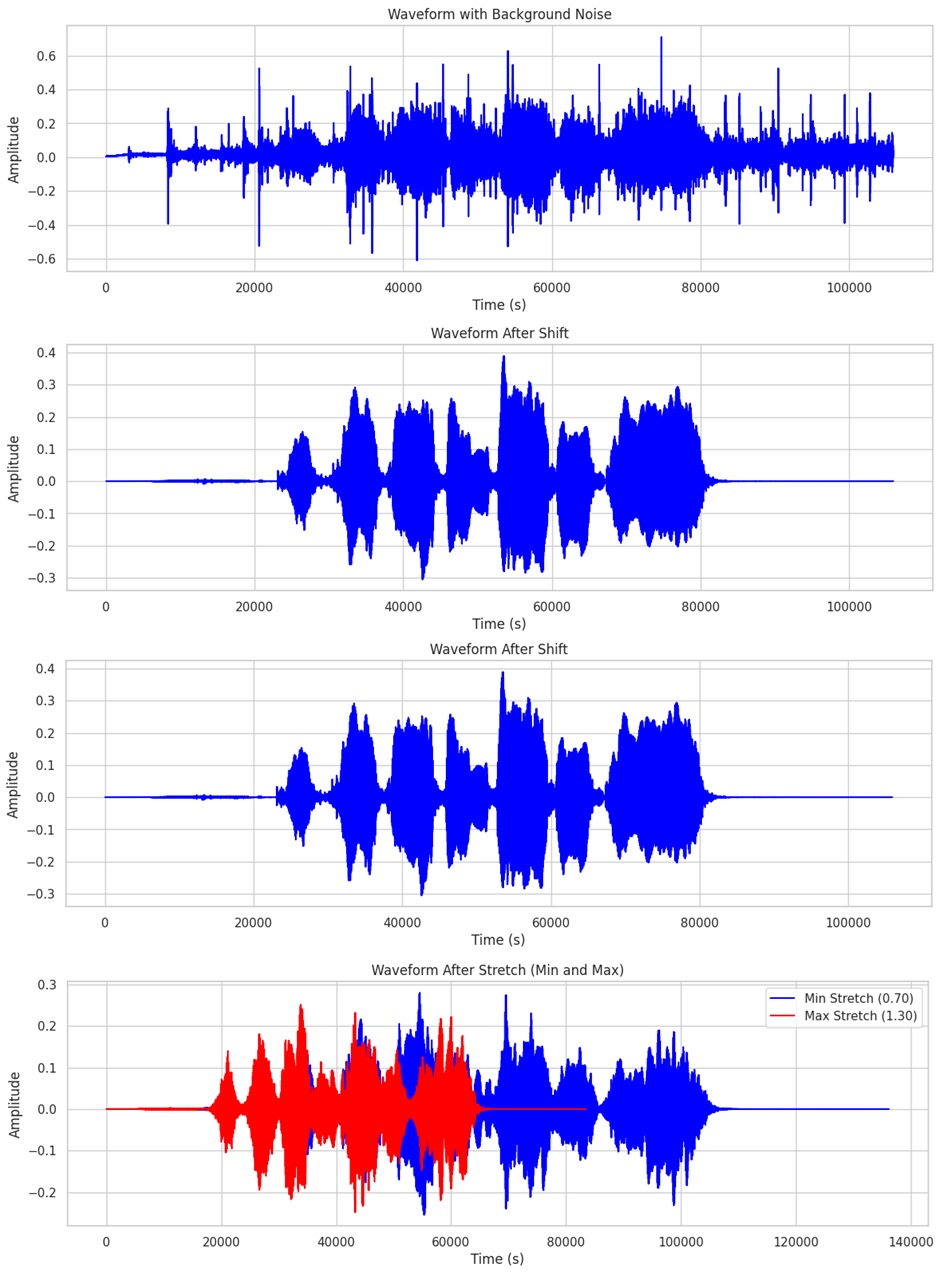 Waveform with Background Noise
0.6
0.4
0.2
0.0
−0.2
−0.4
−0.6
Amplitude
0 20000 40000 60000 80000 100000
Time (s)
Waveform After Shift
0.4
0.3
0.2
0.1
0.0
−0.1
−0.2
−0.3
Amplitude
0 20000 40000 60000 80000 100000
Time (s)
Waveform After Shift
0.4
0.3
0.2
0.1
0.0
−0.1
−0.2
−0.3
Amplitude
0 20000 40000 60000 80000 100000
Time (s)
Waveform After Stretch (Min and Max)
0.3
0.2
0.1
0.0
−0.1
−0.2
Amplitude
Min Stretch (0.70)
Max Stretch (1.30)
0 20000 40000 60000 80000 100000 120000 140000
Time (s)